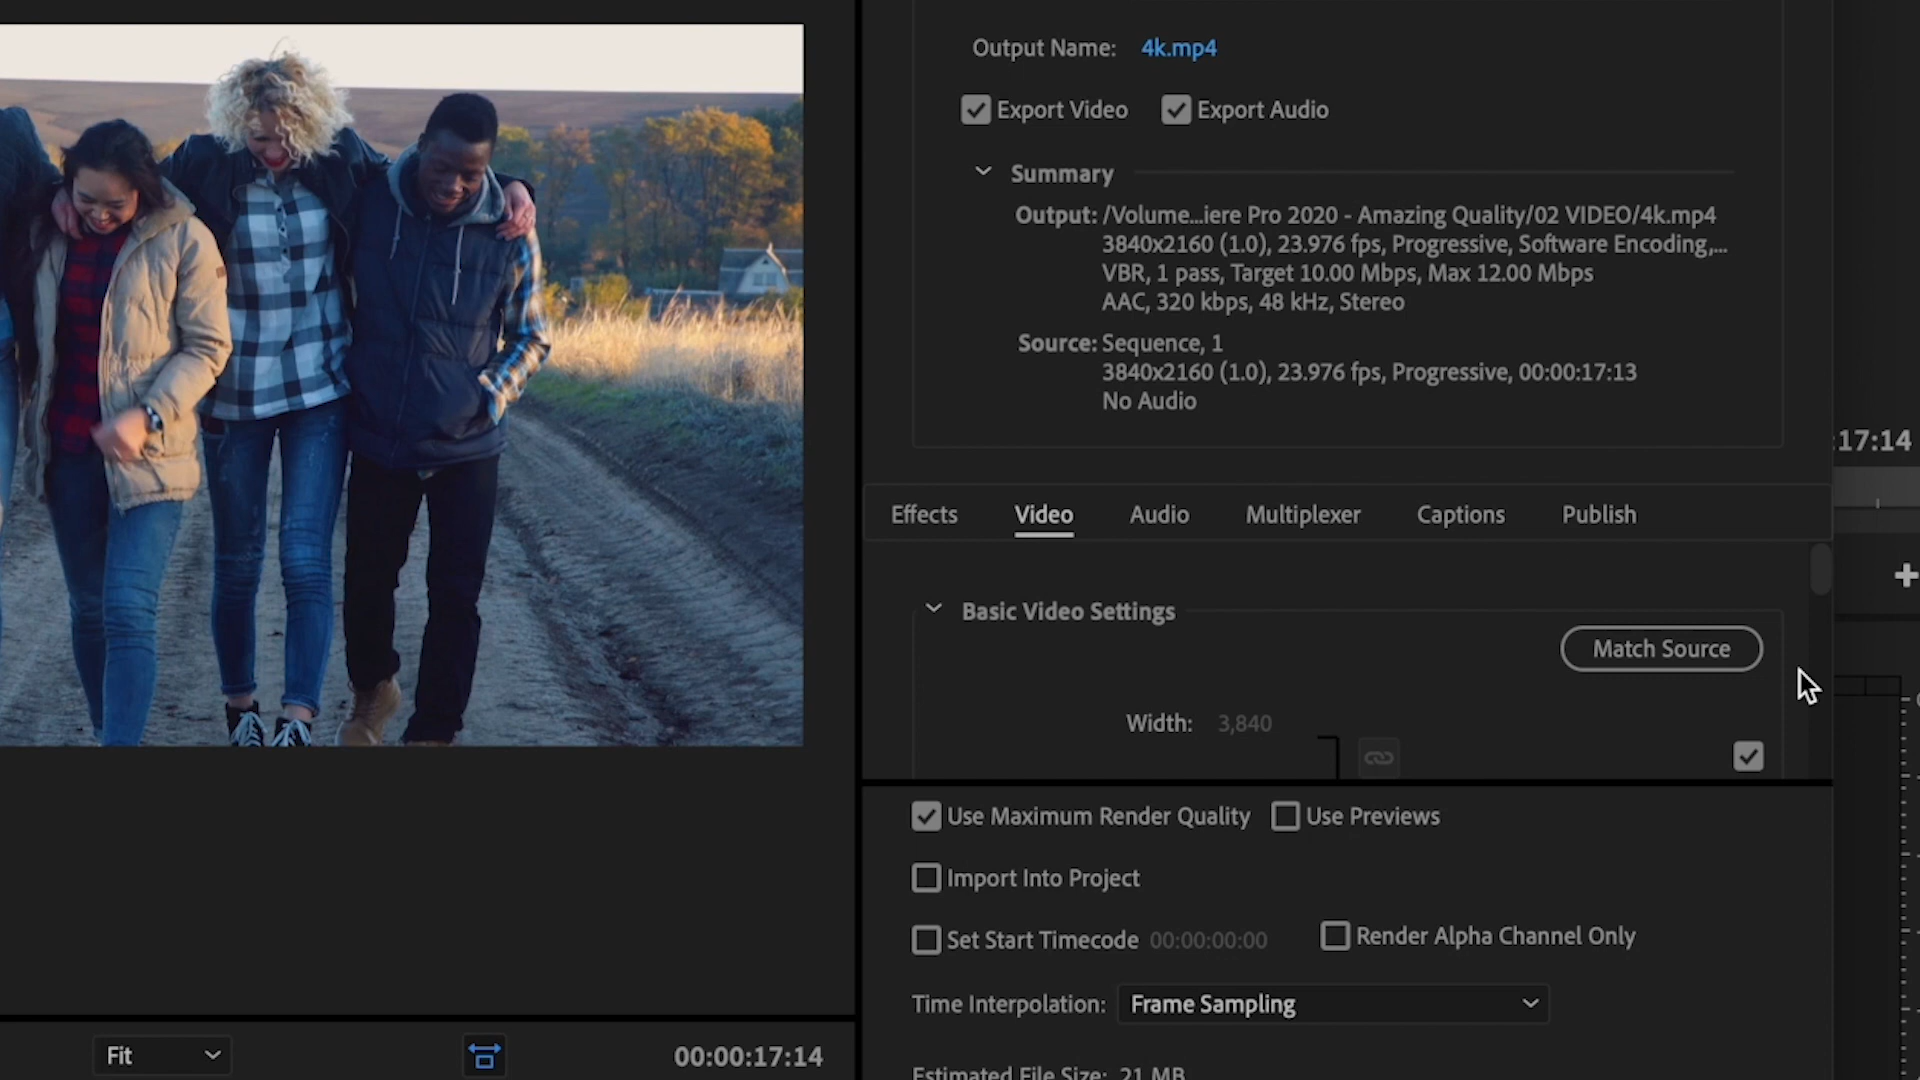 Output Name: 4k.mp4
Export Video Export Audio
Summary
Output: /Volume...iere Pro 2020 - Amazing Quality/02 VIDEO/4k.mp4
3840x2160 (1.0), 23.976 fps, Progressive, Software Encoding,...
VBR, 1 pass, Target 10.00 Mbps, Max 12.00 Mbps
AAC, 320 kbps, 48 kHz, Stereo
Source: Sequence, 1
3840x2160 (1.0), 23.976 fps, Progressive, 00:00:17:13
No Audio
:17:14
Effects Video Audio Multiplexer Captions Publish
Basic Video Settings
Match Source
Width: 3,840
Use Maximum Render Quality Use Previews
Import Into Project
Set Start Timecode 00:00:00:00 Render Alpha Channel Only
Time Interpolation: Frame Sampling
Fit 00:00:17:14
Estimated File Size: 21 MB